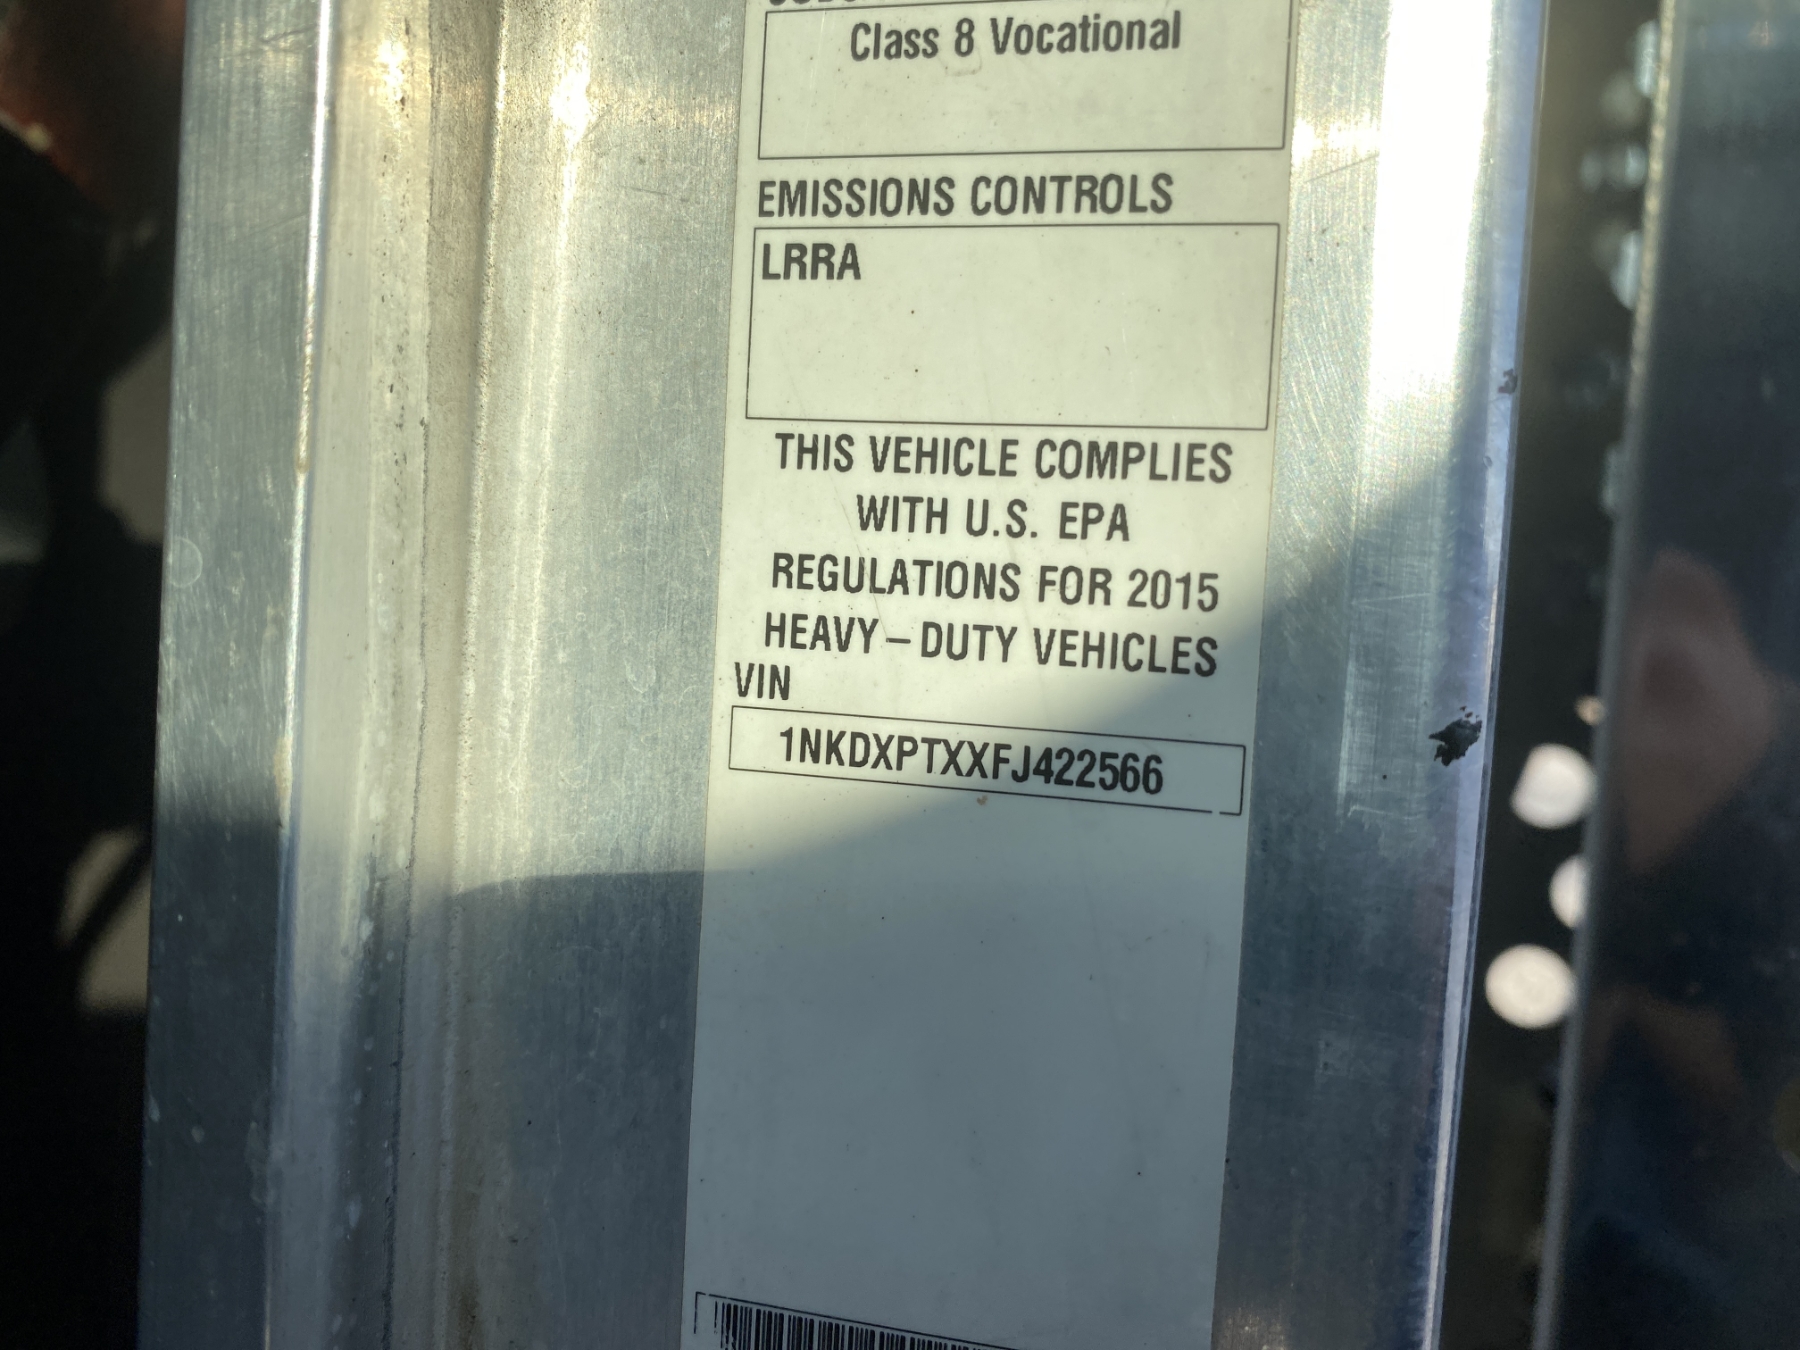 Class 8 Vocational
EMISSIONS CONTROLS
LRRA
THIS VEHICLE COMPLIES
WITH U.S. EPA
REGULATIONS FOR 2015
HEAVY–DUTY VEHICLES
VIN
1NKDXPTXXFJ422566